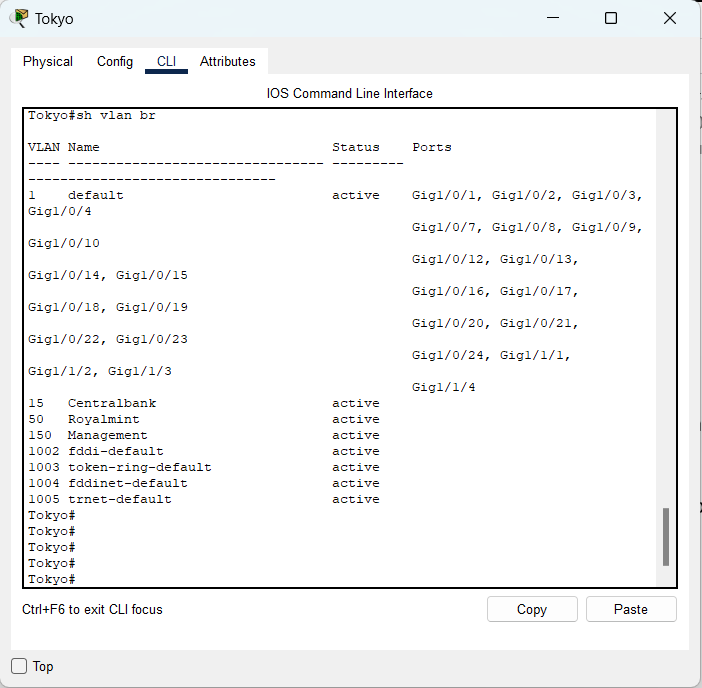 Tokyo
Physical Config CLI Attributes
IOS Command Line Interface
Tokyo#sh vlan br
VLAN Name                             Status    Ports
---- -------------------------------- --------- -------------------------------
1    default                          active    Gig1/0/1, Gig1/0/2, Gig1/0/3,
Gig1/0/4
                                                Gig1/0/7, Gig1/0/8, Gig1/0/9,
Gig1/0/10
                                                Gig1/0/12, Gig1/0/13,
Gig1/0/14, Gig1/0/15
                                                Gig1/0/16, Gig1/0/17,
Gig1/0/18, Gig1/0/19
                                                Gig1/0/20, Gig1/0/21,
Gig1/0/22, Gig1/0/23
                                                Gig1/0/24, Gig1/1/1,
Gig1/1/2, Gig1/1/3
                                                Gig1/1/4
15   Centralbank                      active
50   Royalmint                        active
150  Management                       active
1002 fddi-default                     active
1003 token-ring-default               active
1004 fddinet-default                  active
1005 trnet-default                    active
Tokyo#
Tokyo#
Tokyo#
Tokyo#
Tokyo#
Ctrl+F6 to exit CLI focus
Copy Paste
Top